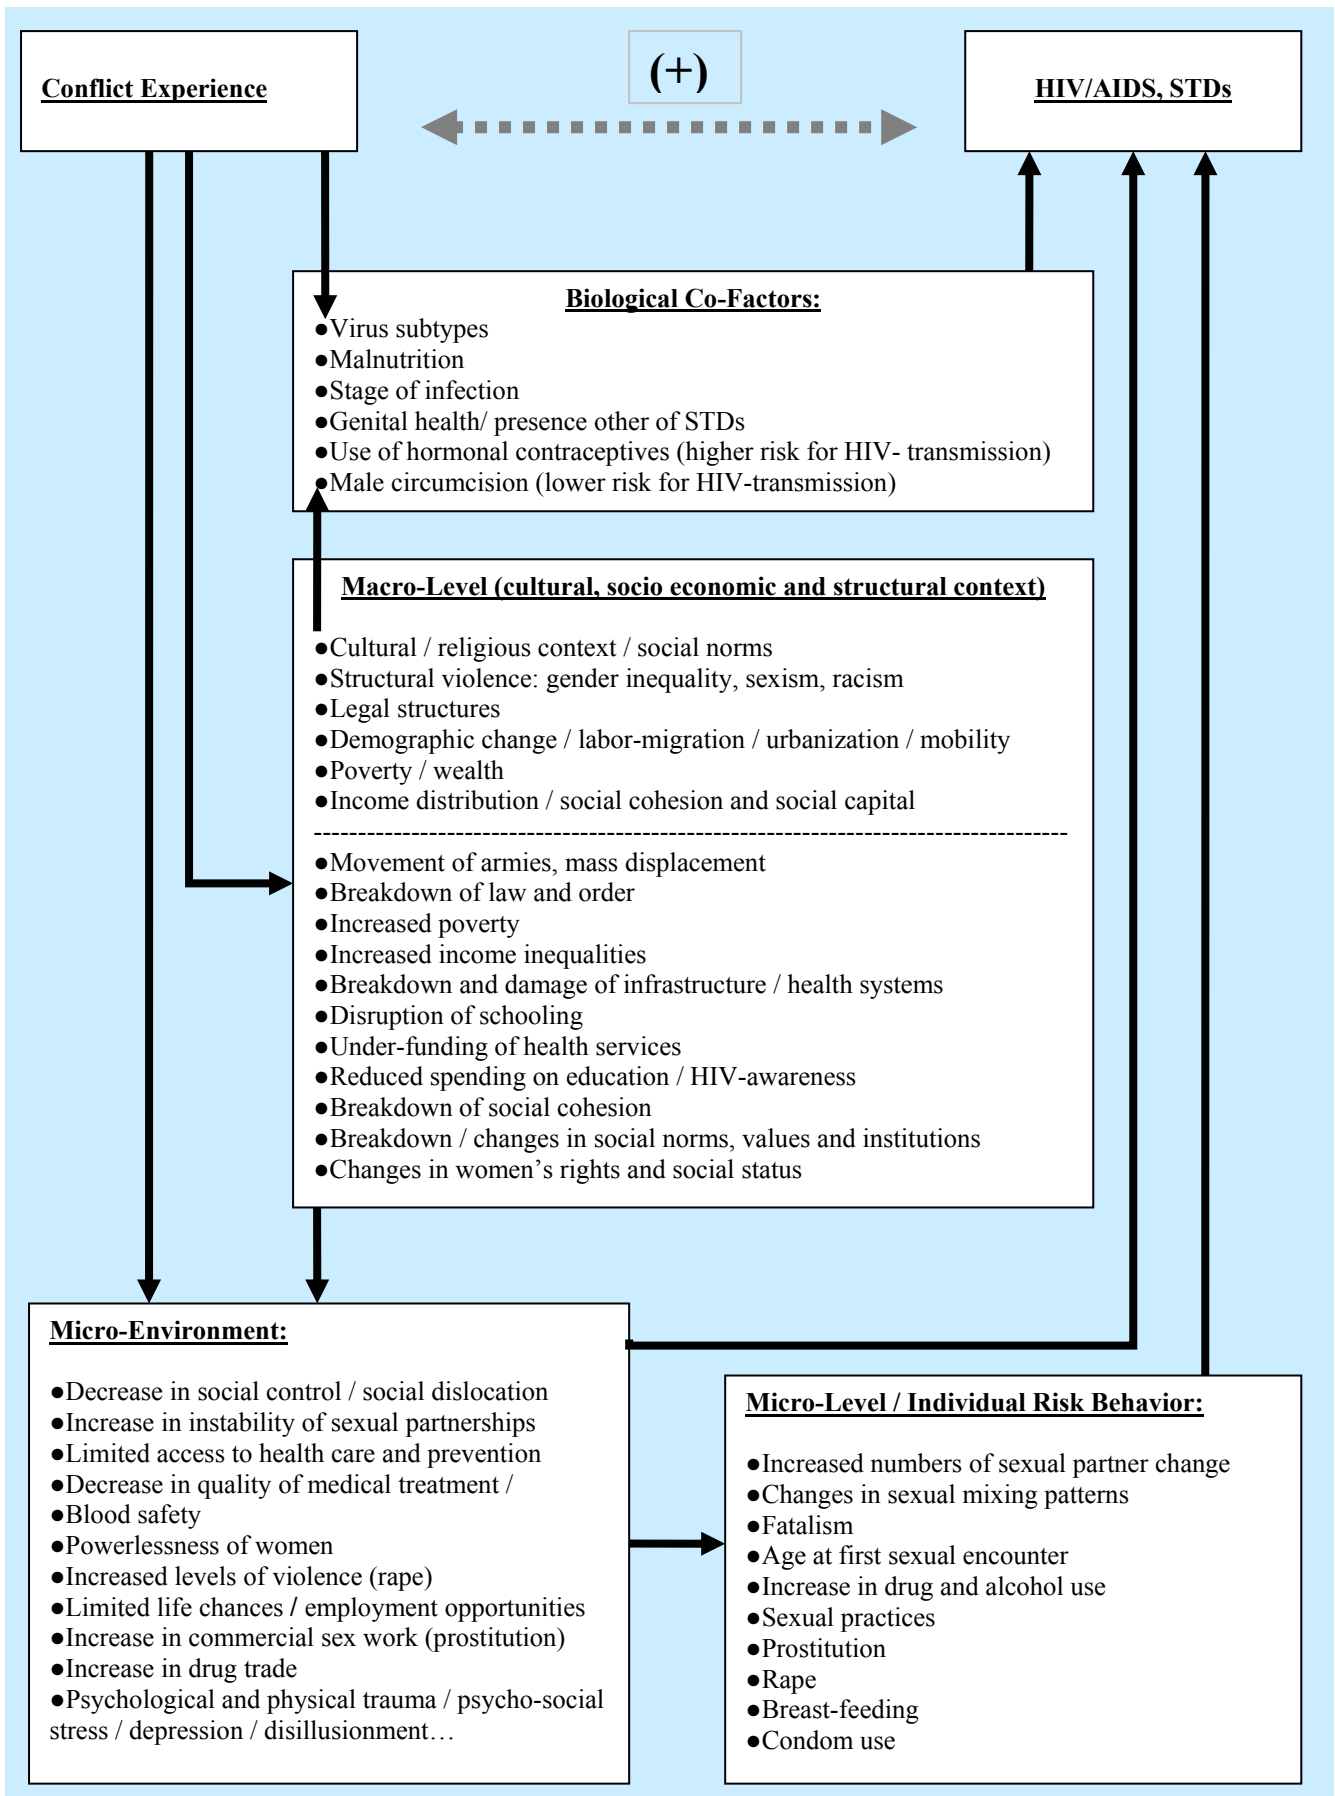 Conflict Experience
(+)
HIV/AIDS, STDs
Biological Co-Factors:
●Virus subtypes
●Malnutrition
●Stage of infection
●Genital health/ presence other of STDs
●Use of hormonal contraceptives (higher risk for HIV- transmission)
●Male circumcision (lower risk for HIV-transmission)
Macro-Level (cultural, socio economic and structural context)
●Cultural / religious context / social norms
●Structural violence: gender inequality, sexism, racism
●Legal structures
●Demographic change / labor-migration / urbanization / mobility
●Poverty / wealth
●Income distribution / social cohesion and social capital
--------------------------------------------------------------------------------------
●Movement of armies, mass displacement
●Breakdown of law and order
●Increased poverty
●Increased income inequalities
●Breakdown and damage of infrastructure / health systems
●Disruption of schooling
●Under-funding of health services
●Reduced spending on education / HIV-awareness
●Breakdown of social cohesion
●Breakdown / changes in social norms, values and institutions
●Changes in women’s rights and social status
Micro-Environment:
●Decrease in social control / social dislocation
●Increase in instability of sexual partnerships
●Limited access to health care and prevention
●Decrease in quality of medical treatment /
●Blood safety
●Powerlessness of women
●Increased levels of violence (rape)
●Limited life chances / employment opportunities
●Increase in commercial sex work (prostitution)
●Increase in drug trade
●Psychological and physical trauma / psycho-social
stress / depression / disillusionment…
Micro-Level / Individual Risk Behavior:
●Increased numbers of sexual partner change
●Changes in sexual mixing patterns
●Fatalism
●Age at first sexual encounter
●Increase in drug and alcohol use
●Sexual practices
●Prostitution
●Rape
●Breast-feeding
●Condom use